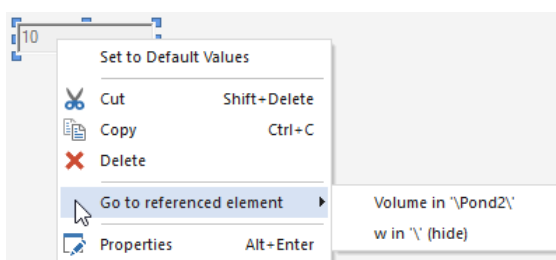 10
Set to Default Values
Cut Shift+Delete
Copy Ctrl+C
Delete
Go to referenced element
Volume in '\Pond2\'
w in '\' (hide)
Properties Alt+Enter